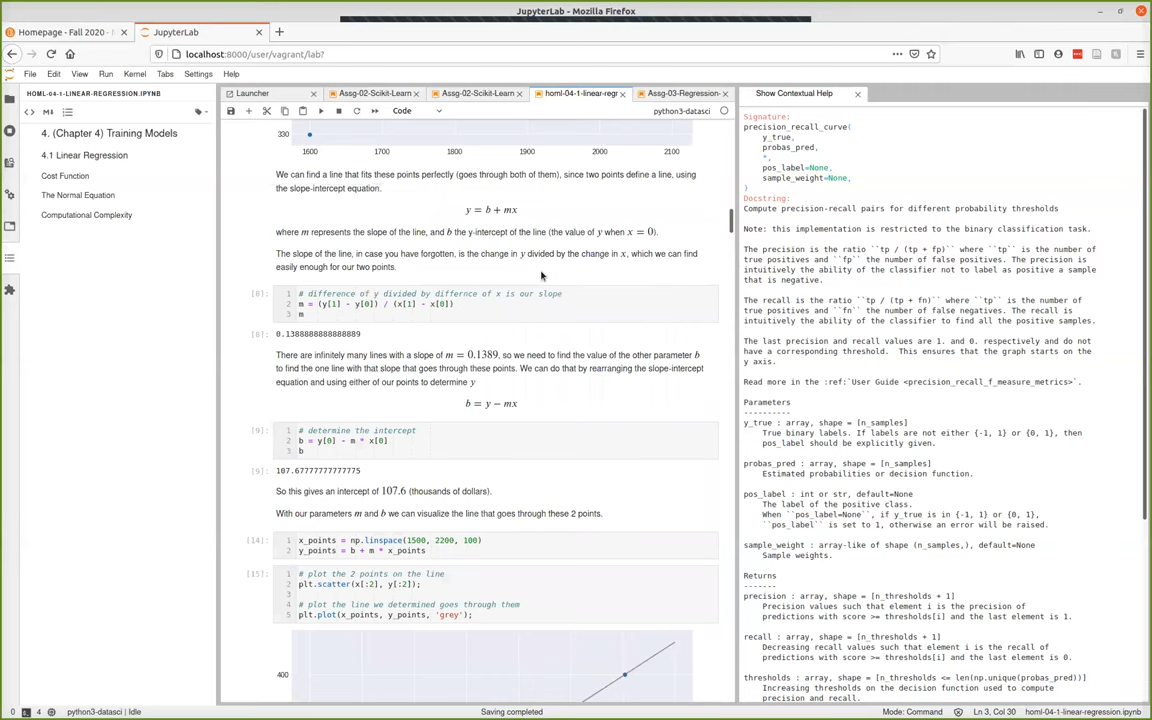 JupyterLab - Mozilla Firefox
Homepage - Fall 2020 -
JupyterLab
localhost:8000/user/vagrant/lab?
File Edit View Run Kernel Tabs Settings Help
HOML-04-1-LINEAR-REGRESSION.IPYNB
4. (Chapter 4) Training Models
4.1 Linear Regression
Cost Function
The Normal Equation
Computational Complexity
Launcher
Assg-02-Scikit-Learn
Assg-02-Scikit-Learn
homl-04-1-linear-regr
Assg-03-Regression-
Code
python3-datasci
330
1600 1700 1800 1900 2000 2100
We can find a line that fits these points perfectly (goes through both of them), since two points define a line, using
the slope-intercept equation.
y = b + mx
where m represents the slope of the line, and b the y-intercept of the line (the value of y when x = 0).
The slope of the line, in case you have forgotten, is the change in y divided by the change in x, which we can find
easily enough for our two points.
[8]: 1 # difference of y divided by differnce of x is our slope
2 m = (y[1] - y[0]) / (x[1] - x[0])
3 m
[8]: 0.1388888888888889
There are infinitely many lines with a slope of m = 0.1389, so we need to find the value of the other parameter b
to find the one line with that slope that goes through these points. We can do that by rearranging the slope-intercept
equation and using either of our points to determine y
b = y − mx
[9]: 1 # determine the intercept
2 b = y[0] - m * x[0]
3 b
[9]: 107.67777777777775
So this gives an intercept of 107.6 (thousands of dollars).
With our parameters m and b we can visualize the line that goes through these 2 points.
[14]: 1 x_points = np.linspace(1500, 2200, 100)
2 y_points = b + m * x_points
[15]: 1 # plot the 2 points on the line
2 plt.scatter(x[:2], y[:2]);
3
4 # plot the line we determined goes through them
5 plt.plot(x_points, y_points, 'grey');
400
Show Contextual Help
Signature:
precision_recall_curve(
y_true,
probas_pred,
*,
pos_label=None,
sample_weight=None,
)
Docstring:
Compute precision-recall pairs for different probability thresholds
Note: this implementation is restricted to the binary classification task.
The precision is the ratio ``tp / (tp + fp)`` where ``tp`` is the number of
true positives and ``fp`` the number of false positives. The precision is
intuitively the ability of the classifier not to label as positive a sample
that is negative.
The recall is the ratio ``tp / (tp + fn)`` where ``tp`` is the number of
true positives and ``fn`` the number of false negatives. The recall is
intuitively the ability of the classifier to find all the positive samples.
The last precision and recall values are 1. and 0. respectively and do not
have a corresponding threshold.  This ensures that the graph starts on the
y axis.
Read more in the :ref:`User Guide <precision_recall_f_measure_metrics>`.
Parameters
----------
y_true : array, shape = [n_samples]
True binary labels. If labels are not either {-1, 1} or {0, 1}, then
pos_label should be explicitly given.
probas_pred : array, shape = [n_samples]
Estimated probabilities or decision function.
pos_label : int or str, default=None
The label of the positive class.
When ``pos_label=None``, if y_true is in {-1, 1} or {0, 1},
``pos_label`` is set to 1, otherwise an error will be raised.
sample_weight : array-like of shape (n_samples,), default=None
Sample weights.
Returns
-------
precision : array, shape = [n_thresholds + 1]
Precision values such that element i is the precision of
predictions with score >= thresholds[i] and the last element is 1.
recall : array, shape = [n_thresholds + 1]
Decreasing recall values such that element i is the recall of
predictions with score >= thresholds[i] and the last element is 0.
thresholds : array, shape = [n_thresholds <= len(np.unique(probas_pred))]
Increasing thresholds on the decision function used to compute
precision and recall.
0 4 python3-datasci | Idle
Saving completed
Mode: Command
Ln 3, Col 30
homl-04-1-linear-regression.ipynb